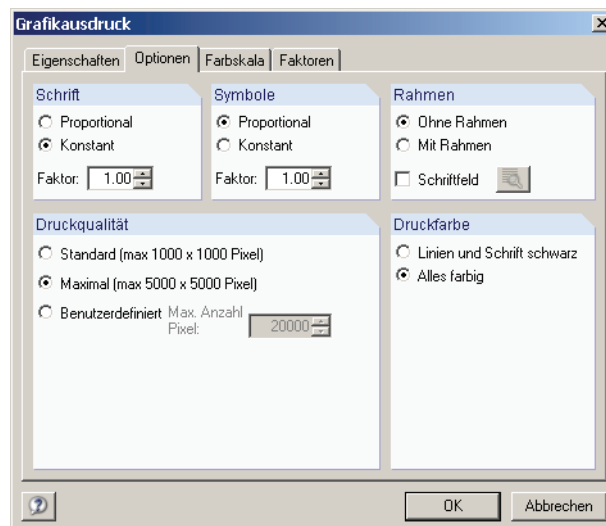 Grafikausdruck
Eigenschaften Optionen Farbskala Faktoren
Schrift
Proportional
Konstant
Faktor: 1.00
Symbole
Proportional
Konstant
Faktor: 1.00
Rahmen
Ohne Rahmen
Mit Rahmen
Schriftfeld
Druckqualität
Standard (max 1000 x 1000 Pixel)
Maximal (max 5000 x 5000 Pixel)
Benutzerdefiniert Max. Anzahl
Pixel: 20000
Druckfarbe
Linien und Schrift schwarz
Alles farbig
OK Abbrechen